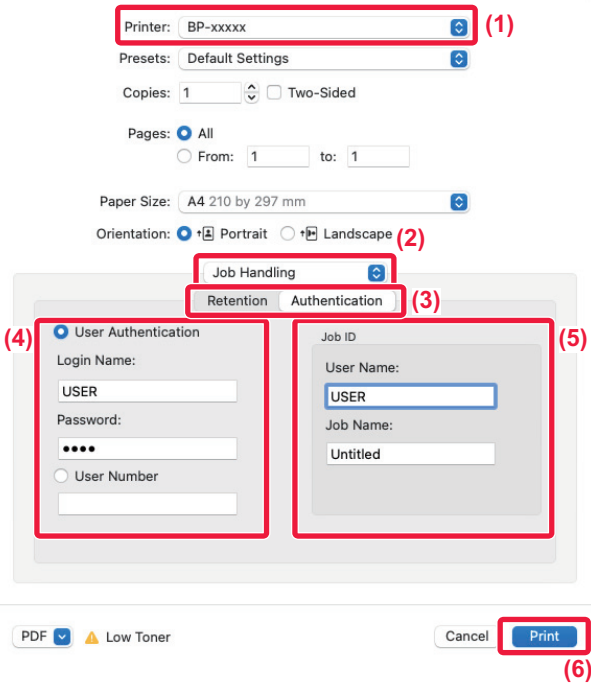 Printer: BP-xxxxx (1)
Presets: Default Settings
Copies: 1 Two-Sided
Pages: All
From: 1 to: 1
Paper Size: A4 210 by 297 mm
Orientation: Portrait Landscape (2)
Job Handling
Retention Authentication (3)
(4) User Authentication
Login Name:
USER
Password:
••••
User Number
Job ID (5)
User Name:
USER
Job Name:
Untitled
PDF Low Toner Cancel Print
(6)